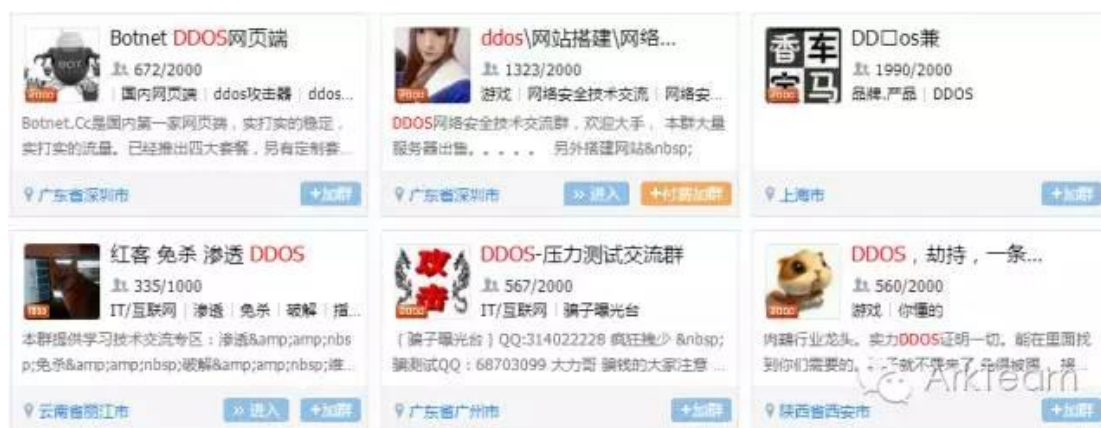 Botnet DDOS网页端
672/2000
国内网页端 | ddos攻击器 | ddos...
Botnet.Cc是国内第一家网页端，实打实的稳定，
实打实的流量。已经推出四大套餐，另有定制套...
广东省深圳市
+加群
ddos\网站搭建\网络...
1323/2000
游戏 | 网络安全技术交流 | 网络安...
DDOS网络安全技术交流群，欢迎大手， 本群大量
服务器出售。。。。。 另外搭建网站&nbsp;
广东省深圳市
» 进入
+付费加群
香车
宝马
DD□os兼
1990/2000
品牌.产品 | DDOS
上海市
+加群
红客 免杀 渗透 DDOS
335/1000
IT/互联网 | 渗透 | 免杀 | 破解 | 指...
本群提供学习技术交流专区：渗透&amp;amp;nbs
p;免杀&amp;amp;nbsp;破解&amp;amp;nbsp;维...
云南省丽江市
» 进入
+加群
DDOS-压力测试交流群
567/2000
IT/互联网 | 骗子曝光台
QQ:314022228 疯狂拽少 &nbsp;
骗测试QQ：68703099 大力哥 骗钱的大家注意 ...
广东省广州市
+加群
DDOS，劫持，一条...
560/2000
游戏 | 你懂的
肉鸡行业龙头。实力DDOS证明一切。能在里面找
到你们需要的。
陕西省西安市
+加群
ArkTeam